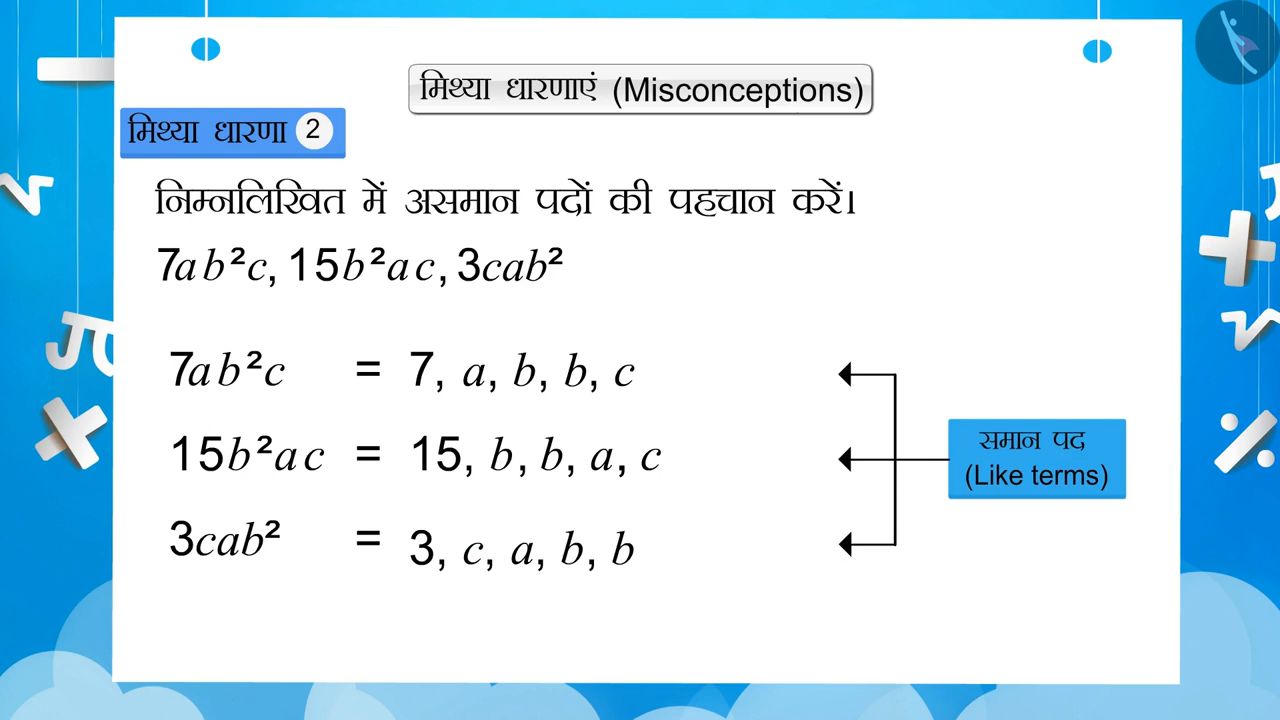 मिथ्या धारणाएं (Misconceptions)
मिथ्या धारणा 2
निम्नलिखित में असमान पदों की पहचान करें।
7ab²c, 15b²ac, 3cab²
7ab²c = 7, a, b, b, c
15b²ac = 15, b, b, a, c
3cab² = 3, c, a, b, b
समान पद
(Like terms)